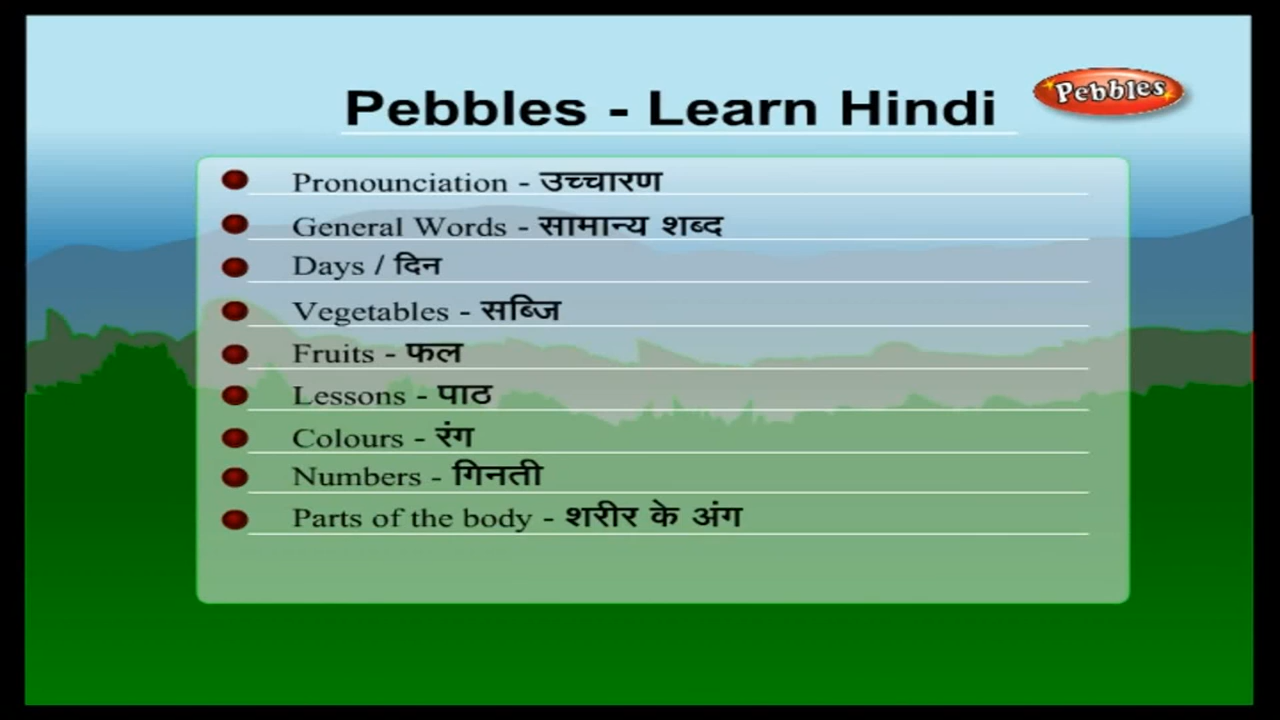 Pebbles - Learn Hindi
Pebbles
Pronounciation - उच्चारण
General Words - सामान्य शब्द
Days / दिन
Vegetables - सब्जि
Fruits - फल
Lessons - पाठ
Colours - रंग
Numbers - गिनती
Parts of the body - शरीर के अंग